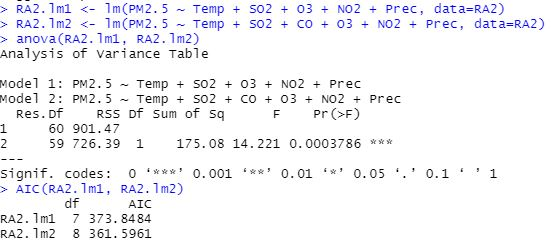 > RA2.lm1 <- lm(PM2.5 ~ Temp + SO2 + O3 + NO2 + Prec, data=RA2)
> RA2.lm2 <- lm(PM2.5 ~ Temp + SO2 + CO + O3 + NO2 + Prec, data=RA2)
> anova(RA2.lm1, RA2.lm2)
Analysis of Variance Table
Model 1: PM2.5 ~ Temp + SO2 + O3 + NO2 + Prec
Model 2: PM2.5 ~ Temp + SO2 + CO + O3 + NO2 + Prec
Res.Df RSS Df Sum of Sq F Pr(>F)
1 60 901.47
2 59 726.39 1 175.08 14.221 0.0003786 ***
---
Signif. codes: 0 ‘***’ 0.001 ‘**’ 0.01 ‘*’ 0.05 ‘.’ 0.1 ‘ ’ 1
> AIC(RA2.lm1, RA2.lm2)
df AIC
RA2.lm1 7 373.8484
RA2.lm2 8 361.5961